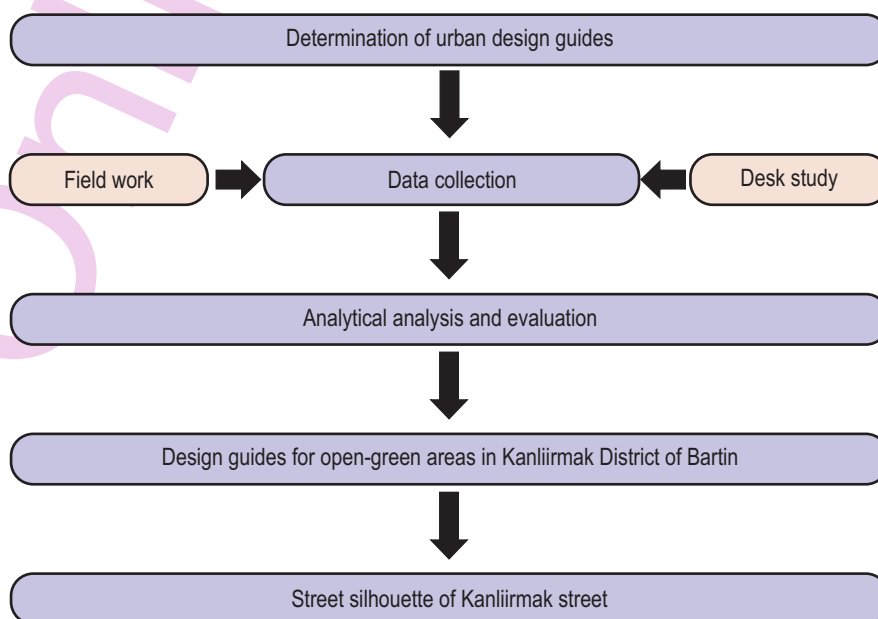 Determination of urban design guides
Field work
Data collection
Desk study
Analytical analysis and evaluation
Design guides for open-green areas in Kanliirmak District of Bartin
Street silhouette of Kanliirmak street